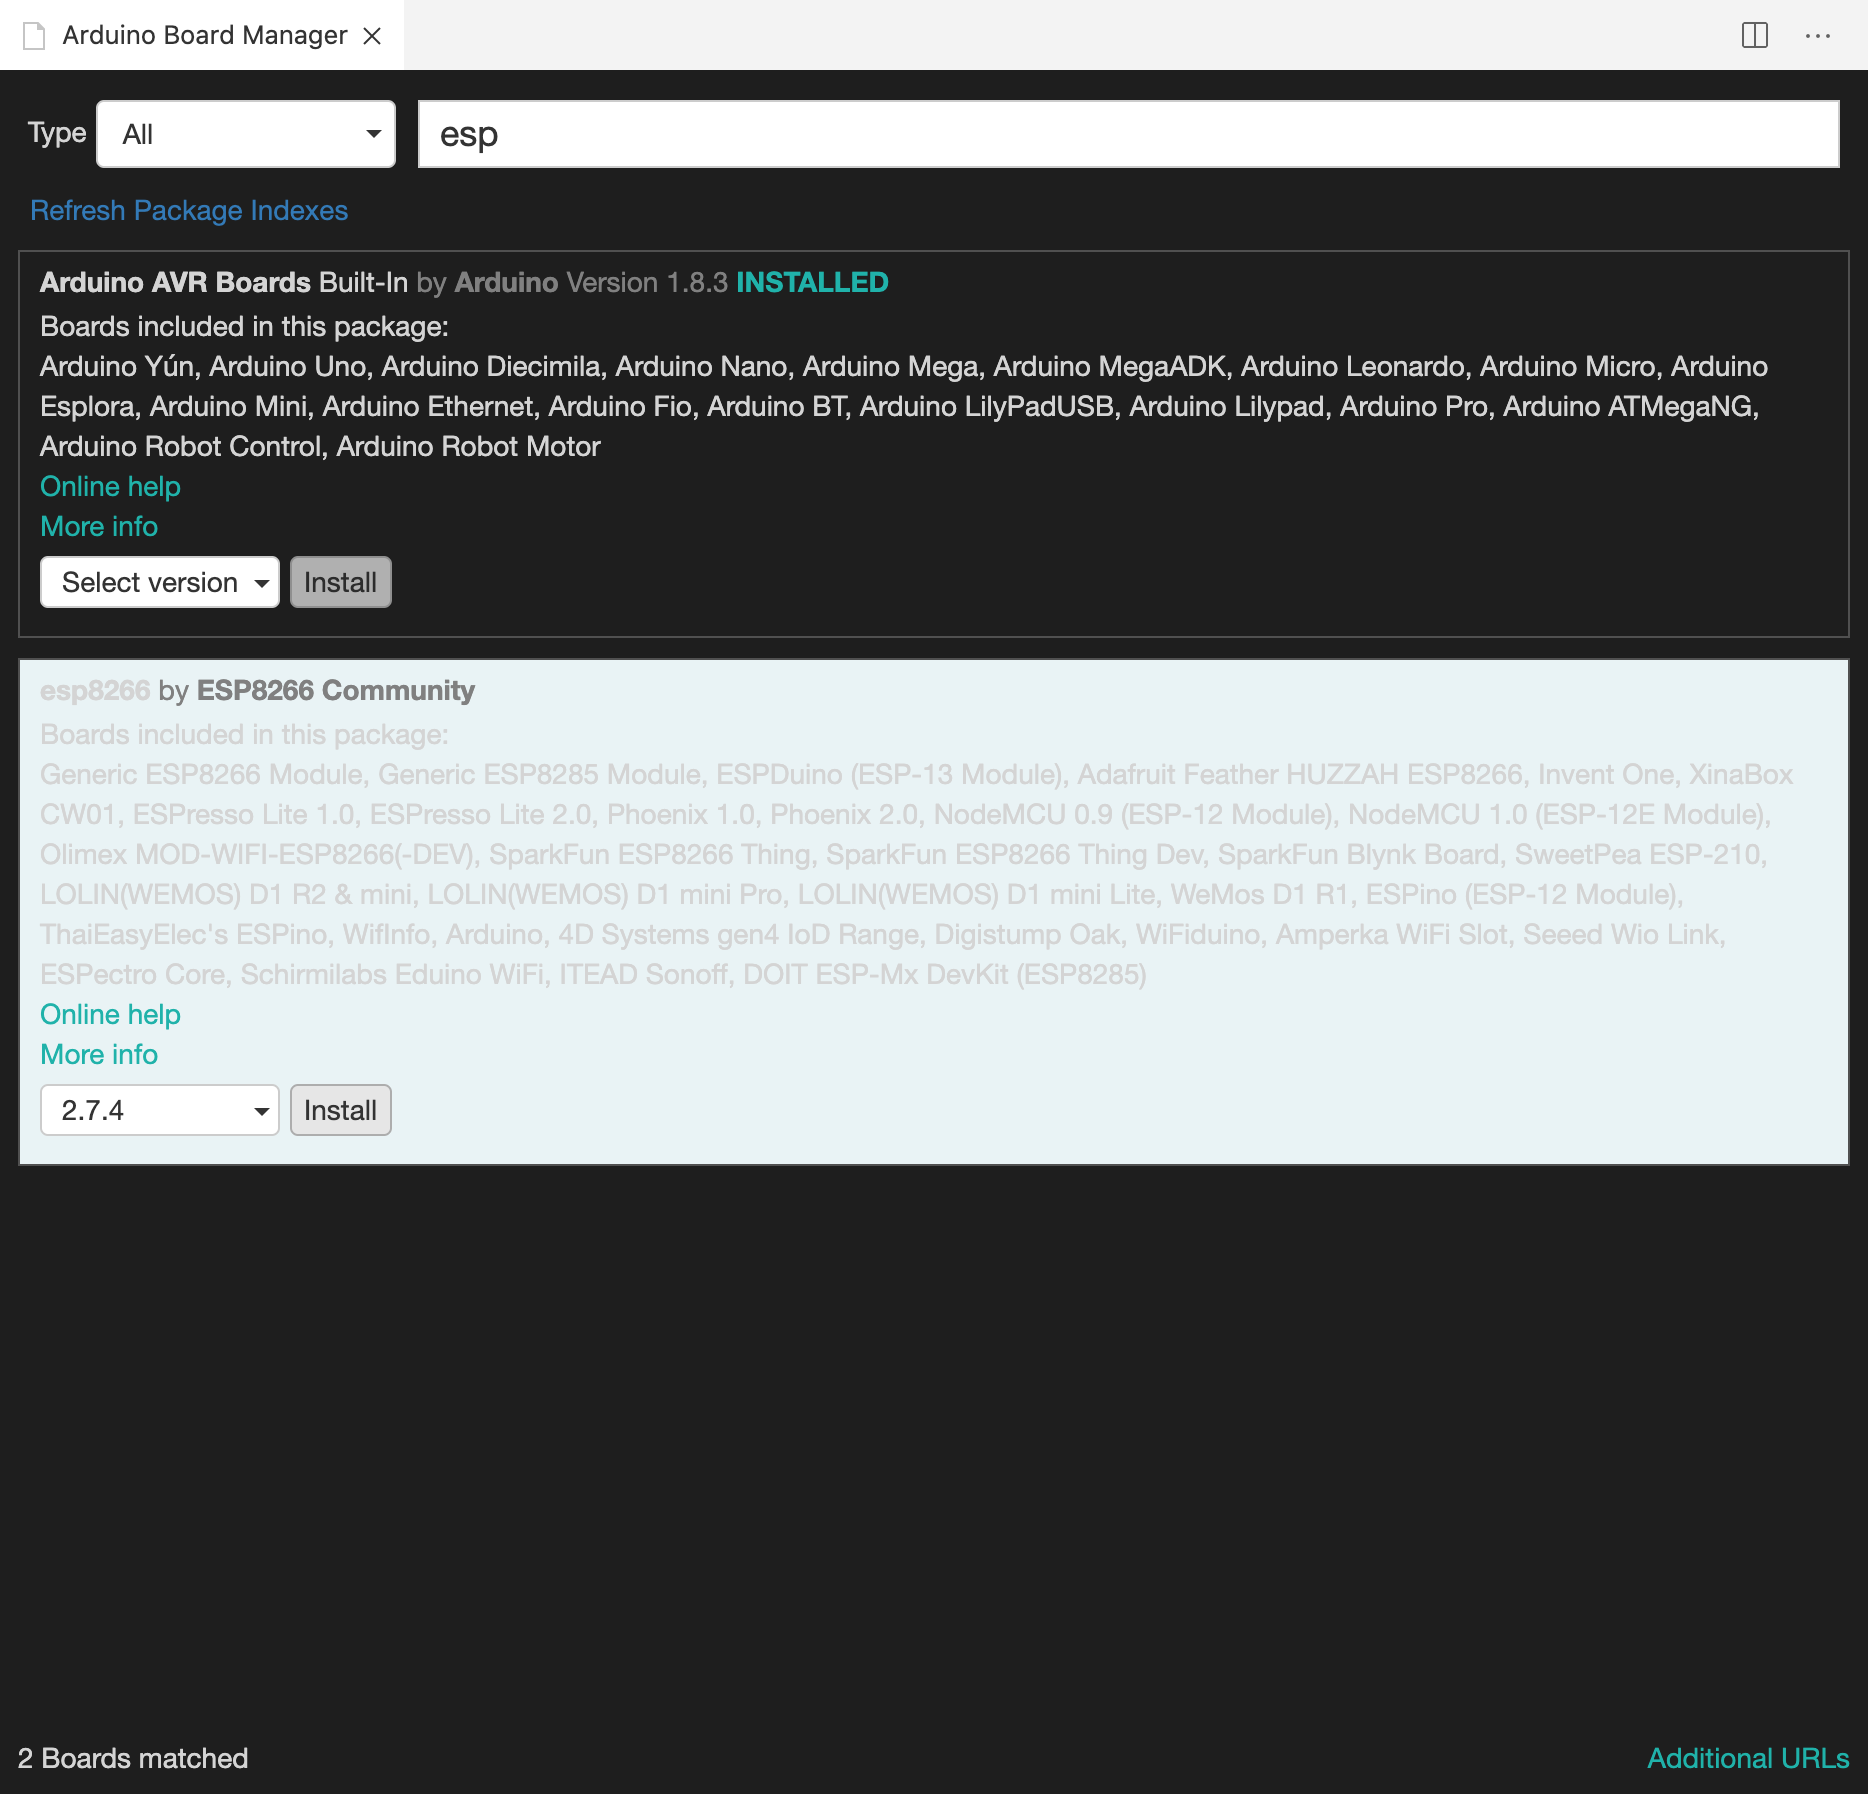 Arduino Board Manager
Type All esp
Refresh Package Indexes
Arduino AVR Boards Built-In by Arduino Version 1.8.3 INSTALLED
Boards included in this package:
Arduino Yún, Arduino Uno, Arduino Diecimila, Arduino Nano, Arduino Mega, Arduino MegaADK, Arduino Leonardo, Arduino Micro, Arduino
Esplora, Arduino Mini, Arduino Ethernet, Arduino Fio, Arduino BT, Arduino LilyPadUSB, Arduino Lilypad, Arduino Pro, Arduino ATMegaNG,
Arduino Robot Control, Arduino Robot Motor
Online help
More info
Select version Install
esp8266 by ESP8266 Community
Boards included in this package:
Generic ESP8266 Module, Generic ESP8285 Module, ESPDuino (ESP-13 Module), Adafruit Feather HUZZAH ESP8266, Invent One, XinaBox
CW01, ESPresso Lite 1.0, ESPresso Lite 2.0, Phoenix 1.0, Phoenix 2.0, NodeMCU 0.9 (ESP-12 Module), NodeMCU 1.0 (ESP-12E Module),
Olimex MOD-WIFI-ESP8266(-DEV), SparkFun ESP8266 Thing, SparkFun ESP8266 Thing Dev, SparkFun Blynk Board, SweetPea ESP-210,
LOLIN(WEMOS) D1 R2 & mini, LOLIN(WEMOS) D1 mini Pro, LOLIN(WEMOS) D1 mini Lite, WeMos D1 R1, ESPino (ESP-12 Module),
ThaiEasyElec's ESPino, WifInfo, Arduino, 4D Systems gen4 IoD Range, Digistump Oak, WiFiduino, Amperka WiFi Slot, Seeed Wio Link,
ESPectro Core, Schirmilabs Eduino WiFi, ITEAD Sonoff, DOIT ESP-Mx DevKit (ESP8285)
Online help
More info
2.7.4 Install
2 Boards matched Additional URLs